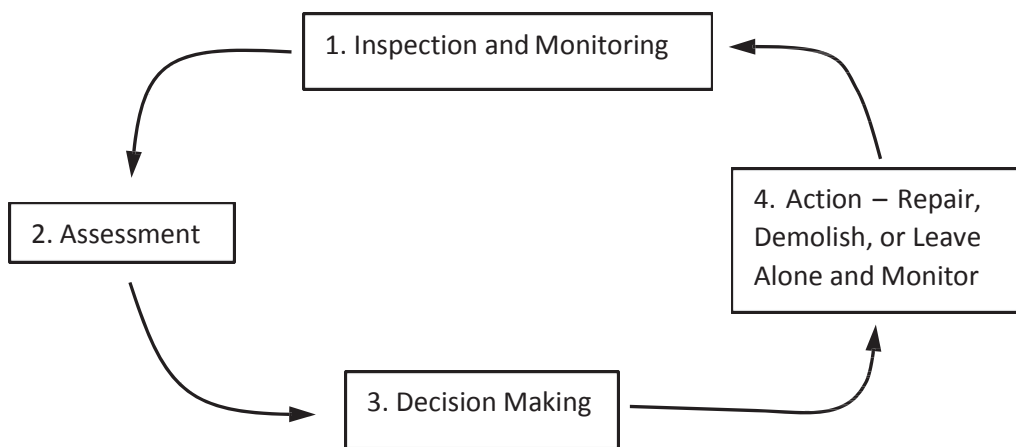 1. Inspection and Monitoring
2. Assessment
3. Decision Making
4. Action – Repair,
Demolish, or Leave
Alone and Monitor